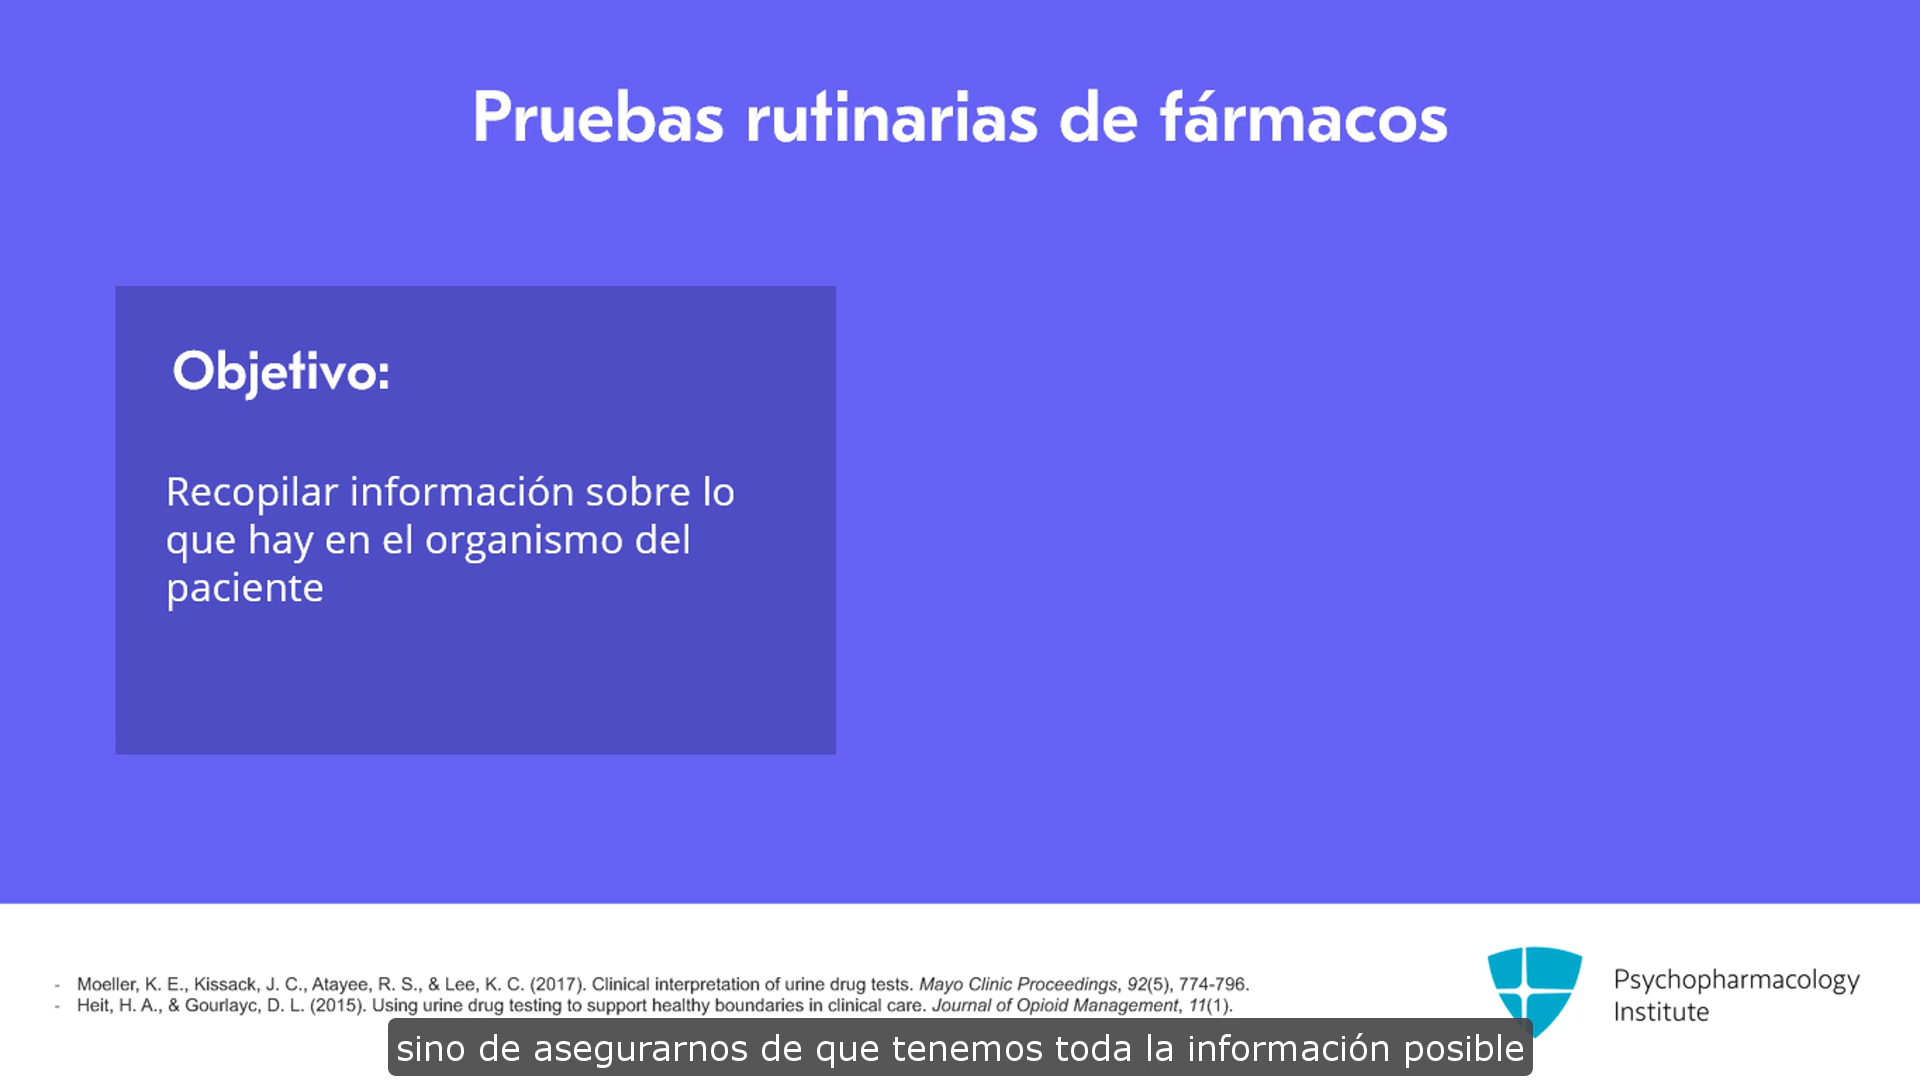 Pruebas rutinarias de fármacos
Objetivo:
Recopilar información sobre lo
que hay en el organismo del
paciente
- Moeller, K. E., Kissack, J. C., Atayee, R. S., & Lee, K. C. (2017). Clinical interpretation of urine drug tests. Mayo Clinic Proceedings, 92(5), 774-796.
- Heit, H. A., & Gourlayc, D. L. (2015). Using urine drug testing to support healthy boundaries in clinical care. Journal of Opioid Management, 11(1).
Psychopharmacology
Institute
sino de asegurarnos de que tenemos toda la información posible